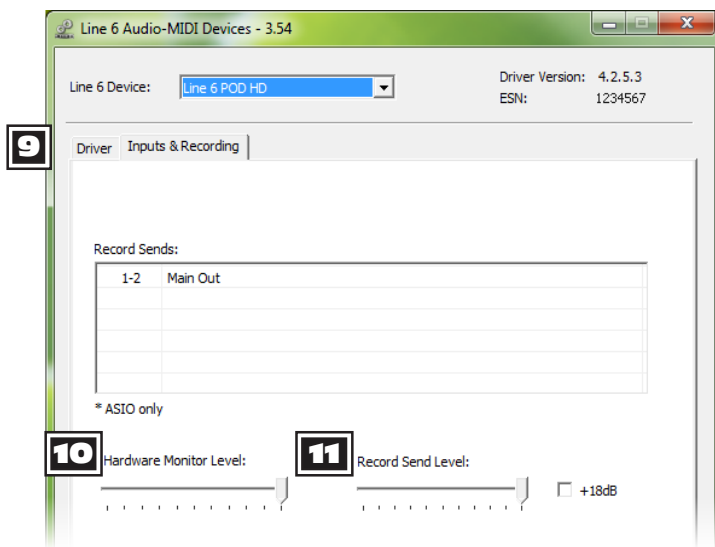 Line 6 Audio-MIDI Devices - 3.54
Line 6 Device: Line 6 POD HD
Driver Version: 4.2.5.3
ESN: 1234567
9
Driver Inputs & Recording
Record Sends:
1-2 Main Out
* ASIO only
10 Hardware Monitor Level:
11 Record Send Level:
+18dB